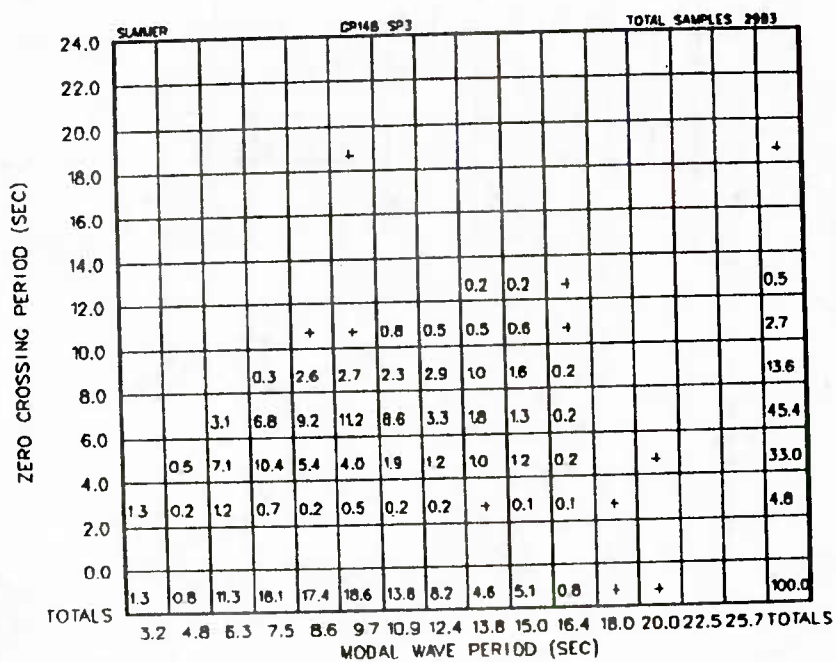 SUMMER GP14B SP3 TOTAL SAMPLES 2983
24.0
22.0
20.0
+ +
18.0
16.0
14.0
0.2 0.2 + 0.5
12.0
+ + 0.8 0.5 0.5 0.6 + 2.7
10.0
0.3 2.6 2.7 2.3 2.9 1.0 1.6 0.2 13.6
8.0
3.1 6.8 9.2 11.2 8.6 3.3 1.8 1.3 0.2 45.4
6.0
0.5 7.1 10.4 5.4 4.0 1.9 1.2 1.0 1.2 0.2 + 33.0
4.0
1.3 0.2 1.2 0.7 0.2 0.5 0.2 0.2 + 0.1 0.1 + 4.8
2.0
0.0
1.3 0.8 11.3 18.1 17.4 18.6 13.8 8.2 4.6 5.1 0.8 + + 100.0
TOTALS
3.2 4.8 6.3 7.5 8.6 9.7 10.9 12.4 13.8 15.0 16.4 18.0 20.0 22.5 25.7 TOTALS
MODAL WAVE PERIOD (SEC)
ZERO CROSSING PERIOD (SEC)